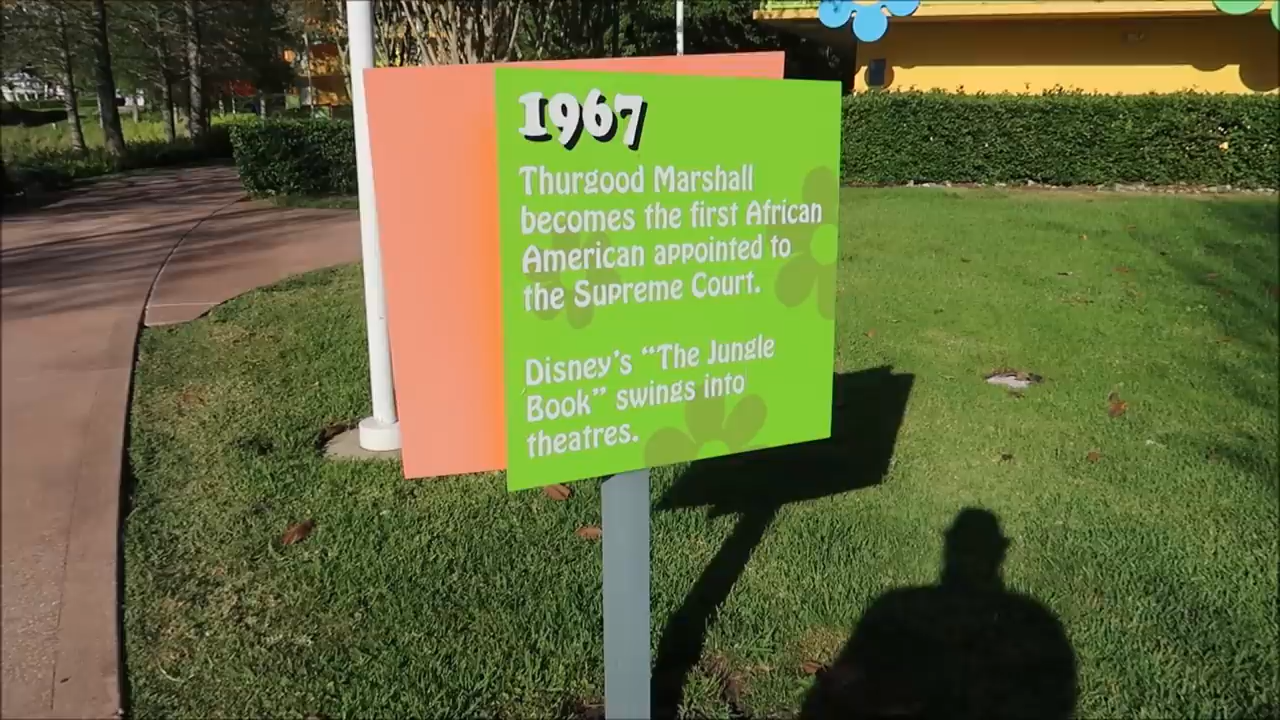 1967
Thurgood Marshall
becomes the first African
American appointed to
the Supreme Court.
Disney's “The Jungle
Book” swings into
theatres.